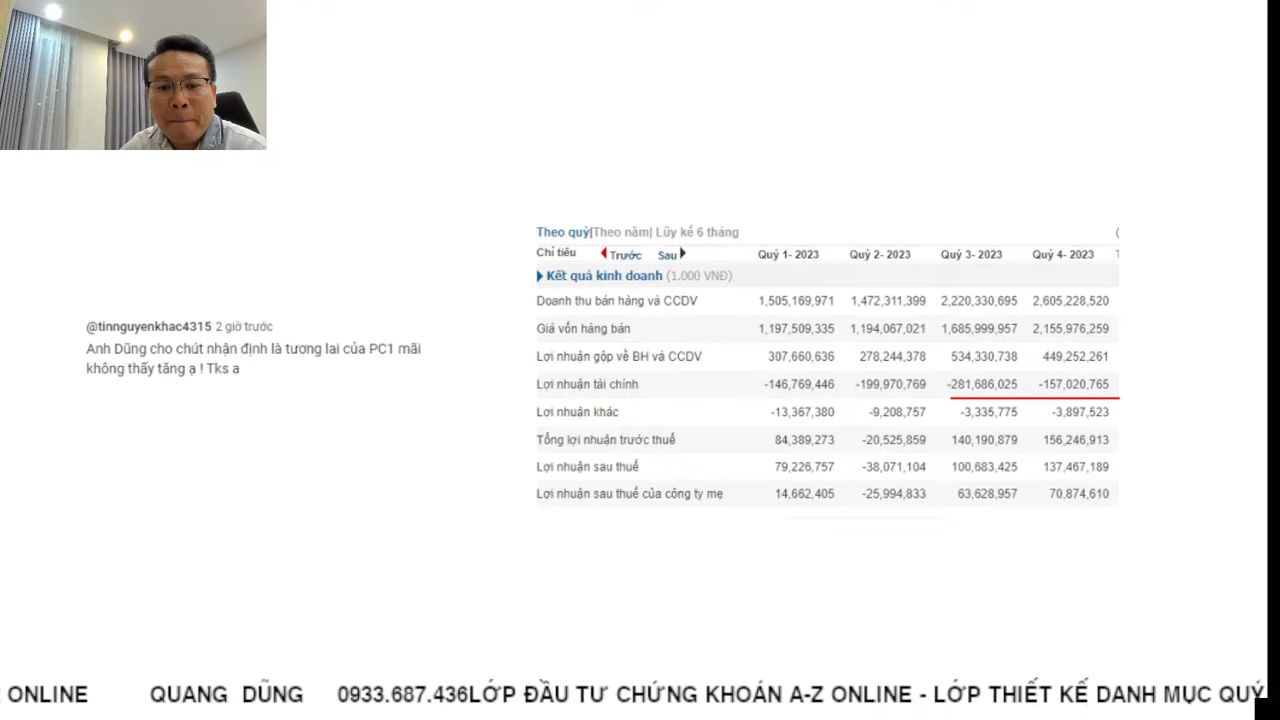 @tinnguyenkhac4315 2 giờ trước
Anh Dũng cho chút nhận định là tương lai của PC1 mãi
không thấy tăng ạ ! Tks a
Theo quý|Theo năm| Lũy kế 6 tháng (
Chỉ tiêu Trước Sau Quý 1- 2023 Quý 2- 2023 Quý 3- 2023 Quý 4- 2023
Kết quả kinh doanh (1.000 VNĐ)
Doanh thu bán hàng và CCDV 1,505,169,971 1,472,311,399 2,220,330,695 2,605,228,520
Giá vốn hàng bán 1,197,509,335 1,194,067,021 1,685,999,957 2,155,976,259
Lợi nhuận gộp về BH và CCDV 307,660,636 278,244,378 534,330,738 449,252,261
Lợi nhuận tài chính -146,769,446 -199,970,769 -281,686,025 -157,020,765
Lợi nhuận khác -13,367,380 -9,208,757 -3,335,775 -3,897,523
Tổng lợi nhuận trước thuế 84,389,273 -20,525,859 140,190,879 156,246,913
Lợi nhuận sau thuế 79,226,757 -38,071,104 100,683,425 137,467,189
Lợi nhuận sau thuế của công ty mẹ 14,662,405 -25,994,833 63,628,957 70,874,610
ONLINE QUANG DŨNG 0933.687.436LỚP ĐẦU TƯ CHỨNG KHOÁN A-Z ONLINE - LỚP THIẾT KẾ DANH MỤC QUỸ